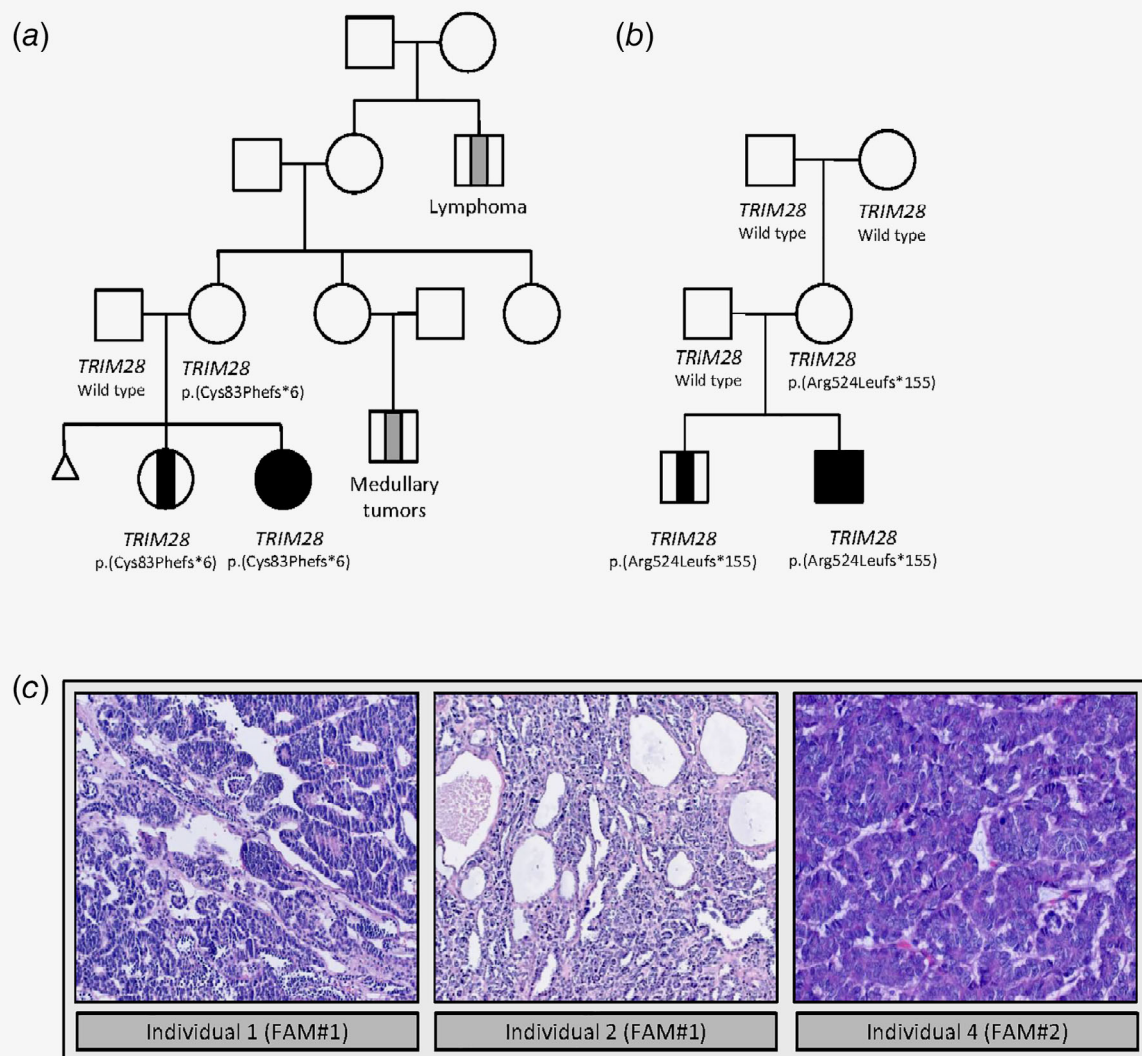 (a)
(b)
Lymphoma
TRIM28
Wild type
TRIM28
Wild type
TRIM28
Wild type
TRIM28
p.(Cys83Phefs*6)
TRIM28
Wild type
TRIM28
p.(Arg524Leufs*155)
Medullary
tumors
TRIM28
p.(Cys83Phefs*6)
TRIM28
p.(Cys83Phefs*6)
TRIM28
p.(Arg524Leufs*155)
TRIM28
p.(Arg524Leufs*155)
(c)
Individual 1 (FAM#1)
Individual 2 (FAM#1)
Individual 4 (FAM#2)